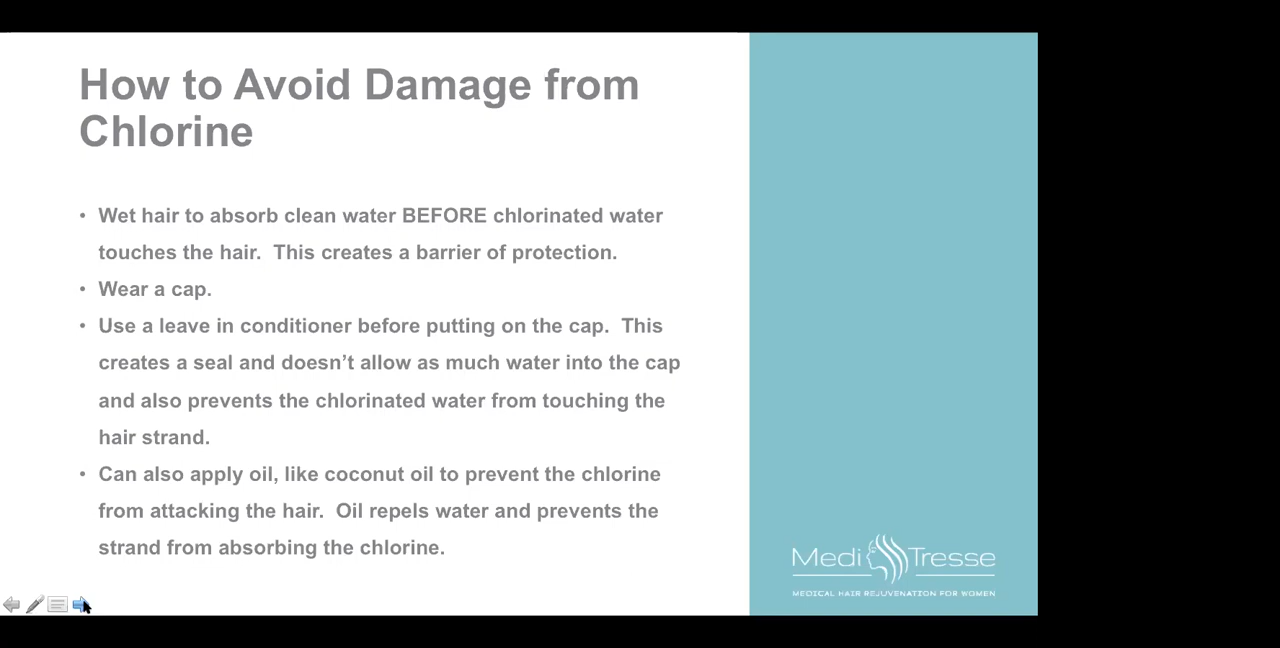 How to Avoid Damage from
Chlorine
• Wet hair to absorb clean water BEFORE chlorinated water
touches the hair.  This creates a barrier of protection.
• Wear a cap.
• Use a leave in conditioner before putting on the cap.  This
creates a seal and doesn’t allow as much water into the cap
and also prevents the chlorinated water from touching the
hair strand.
• Can also apply oil, like coconut oil to prevent the chlorine
from attacking the hair.  Oil repels water and prevents the
strand from absorbing the chlorine.
Medi Tresse
MEDICAL HAIR REJUVENATION FOR WOMEN